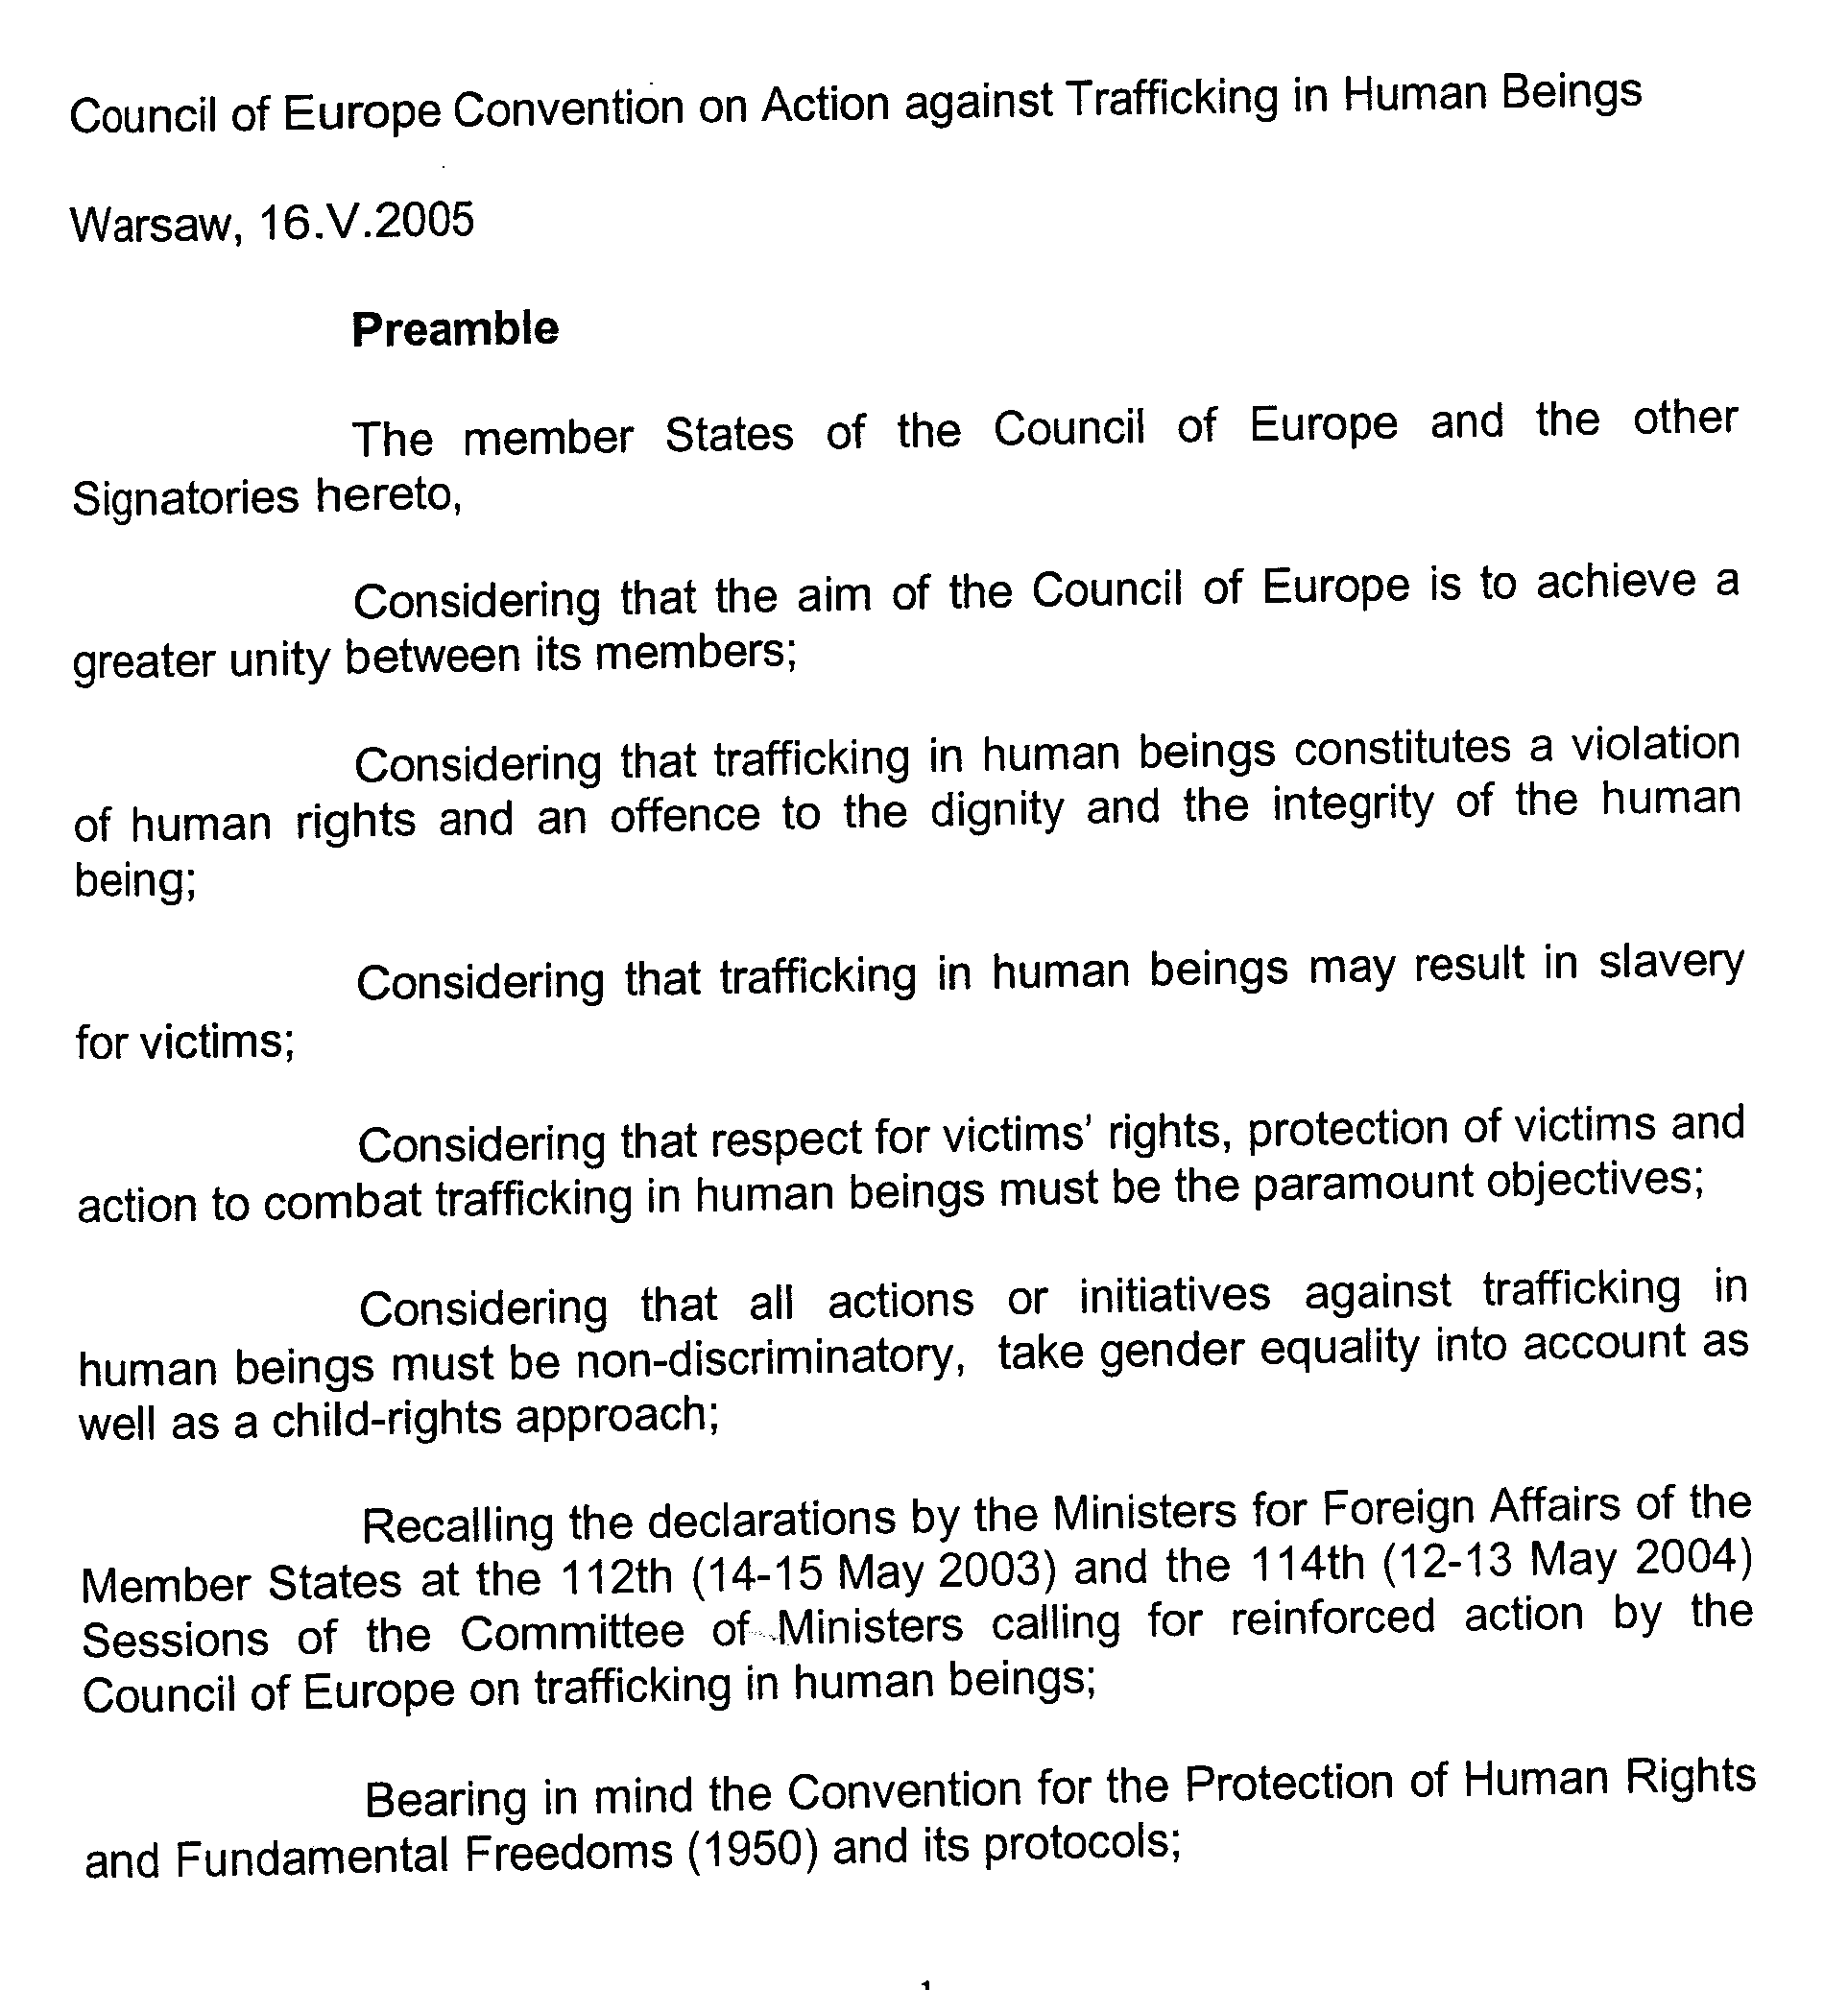 Council of Europe Convention on Action against Trafficking in Human Beings
Warsaw, 16.V.2005
Preamble
The member States of the Council of Europe and the other
Signatories hereto,
Considering that the aim of the Council of Europe is to achieve a
greater unity between its members;
Considering that trafficking in human beings constitutes a violation
of human rights and an offence to the dignity and the integrity of the human
being;
Considering that trafficking in human beings may result in slavery
for victims;
Considering that respect for victims’ rights, protection of victims and
action to combat trafficking in human beings must be the paramount objectives;
Considering that all actions or initiatives against trafficking in
human beings must be non-discriminatory, take gender equality into account as
well as a child-rights approach;
Recalling the declarations by the Ministers for Foreign Affairs of the
Member States at the 112th (14-15 May 2003) and the 114th (12-13 May 2004)
Sessions of the Committee of Ministers calling for reinforced action by the
Council of Europe on trafficking in human beings;
Bearing in mind the Convention for the Protection of Human Rights
and Fundamental Freedoms (1950) and its protocols;
1